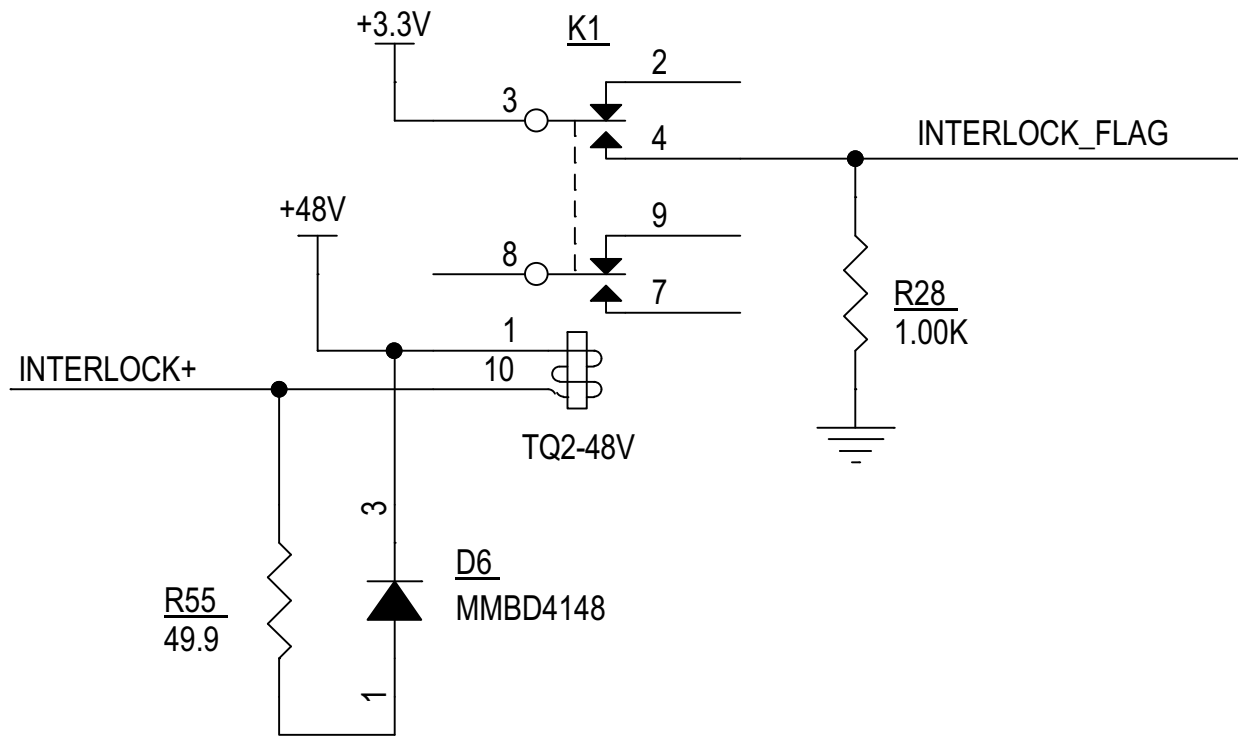 +3.3V
K1
2
3
4
INTERLOCK_FLAG
+48V
9
8
7
R28
1.00K
1
INTERLOCK+
10
TQ2-48V
3
D6
MMBD4148
R55
49.9
1